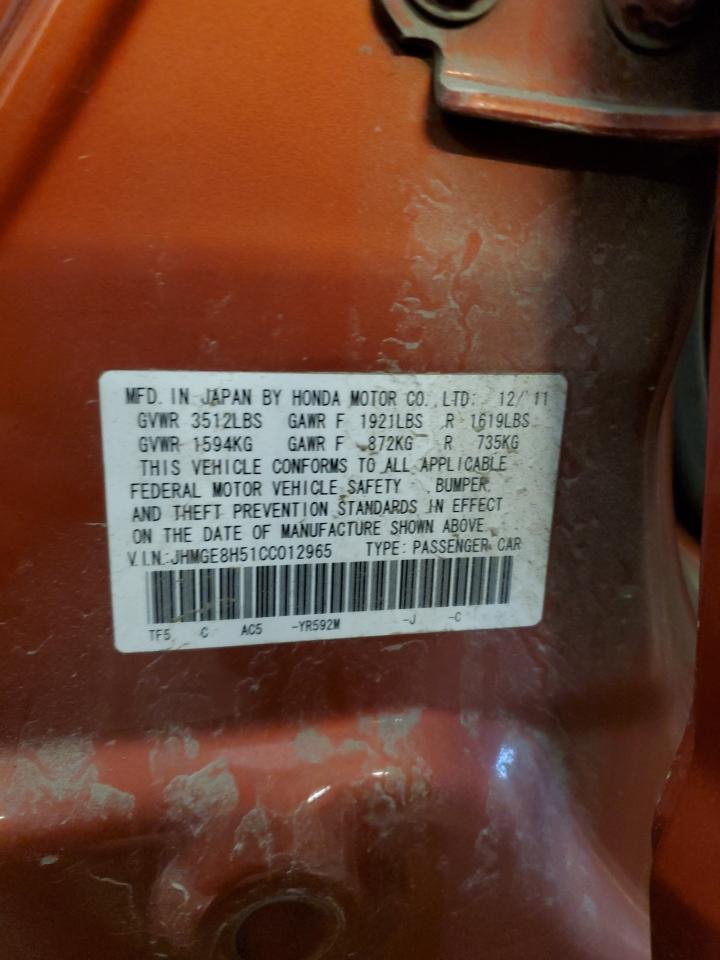 MFD. IN JAPAN BY HONDA MOTOR CO., LTD. 12/'11
GVWR 3512LBS GAWR F 1921LBS R 1619LBS
GVWR 1594KG GAWR F 872KG R 735KG
THIS VEHICLE CONFORMS TO ALL APPLICABLE
FEDERAL MOTOR VEHICLE SAFETY , BUMPER,
AND THEFT PREVENTION STANDARDS IN EFFECT
ON THE DATE OF MANUFACTURE SHOWN ABOVE.
V.I.N.:JHMGE8H51CC012965 TYPE: PASSENGER CAR
TF5 C AC5 -YR592M -J -C